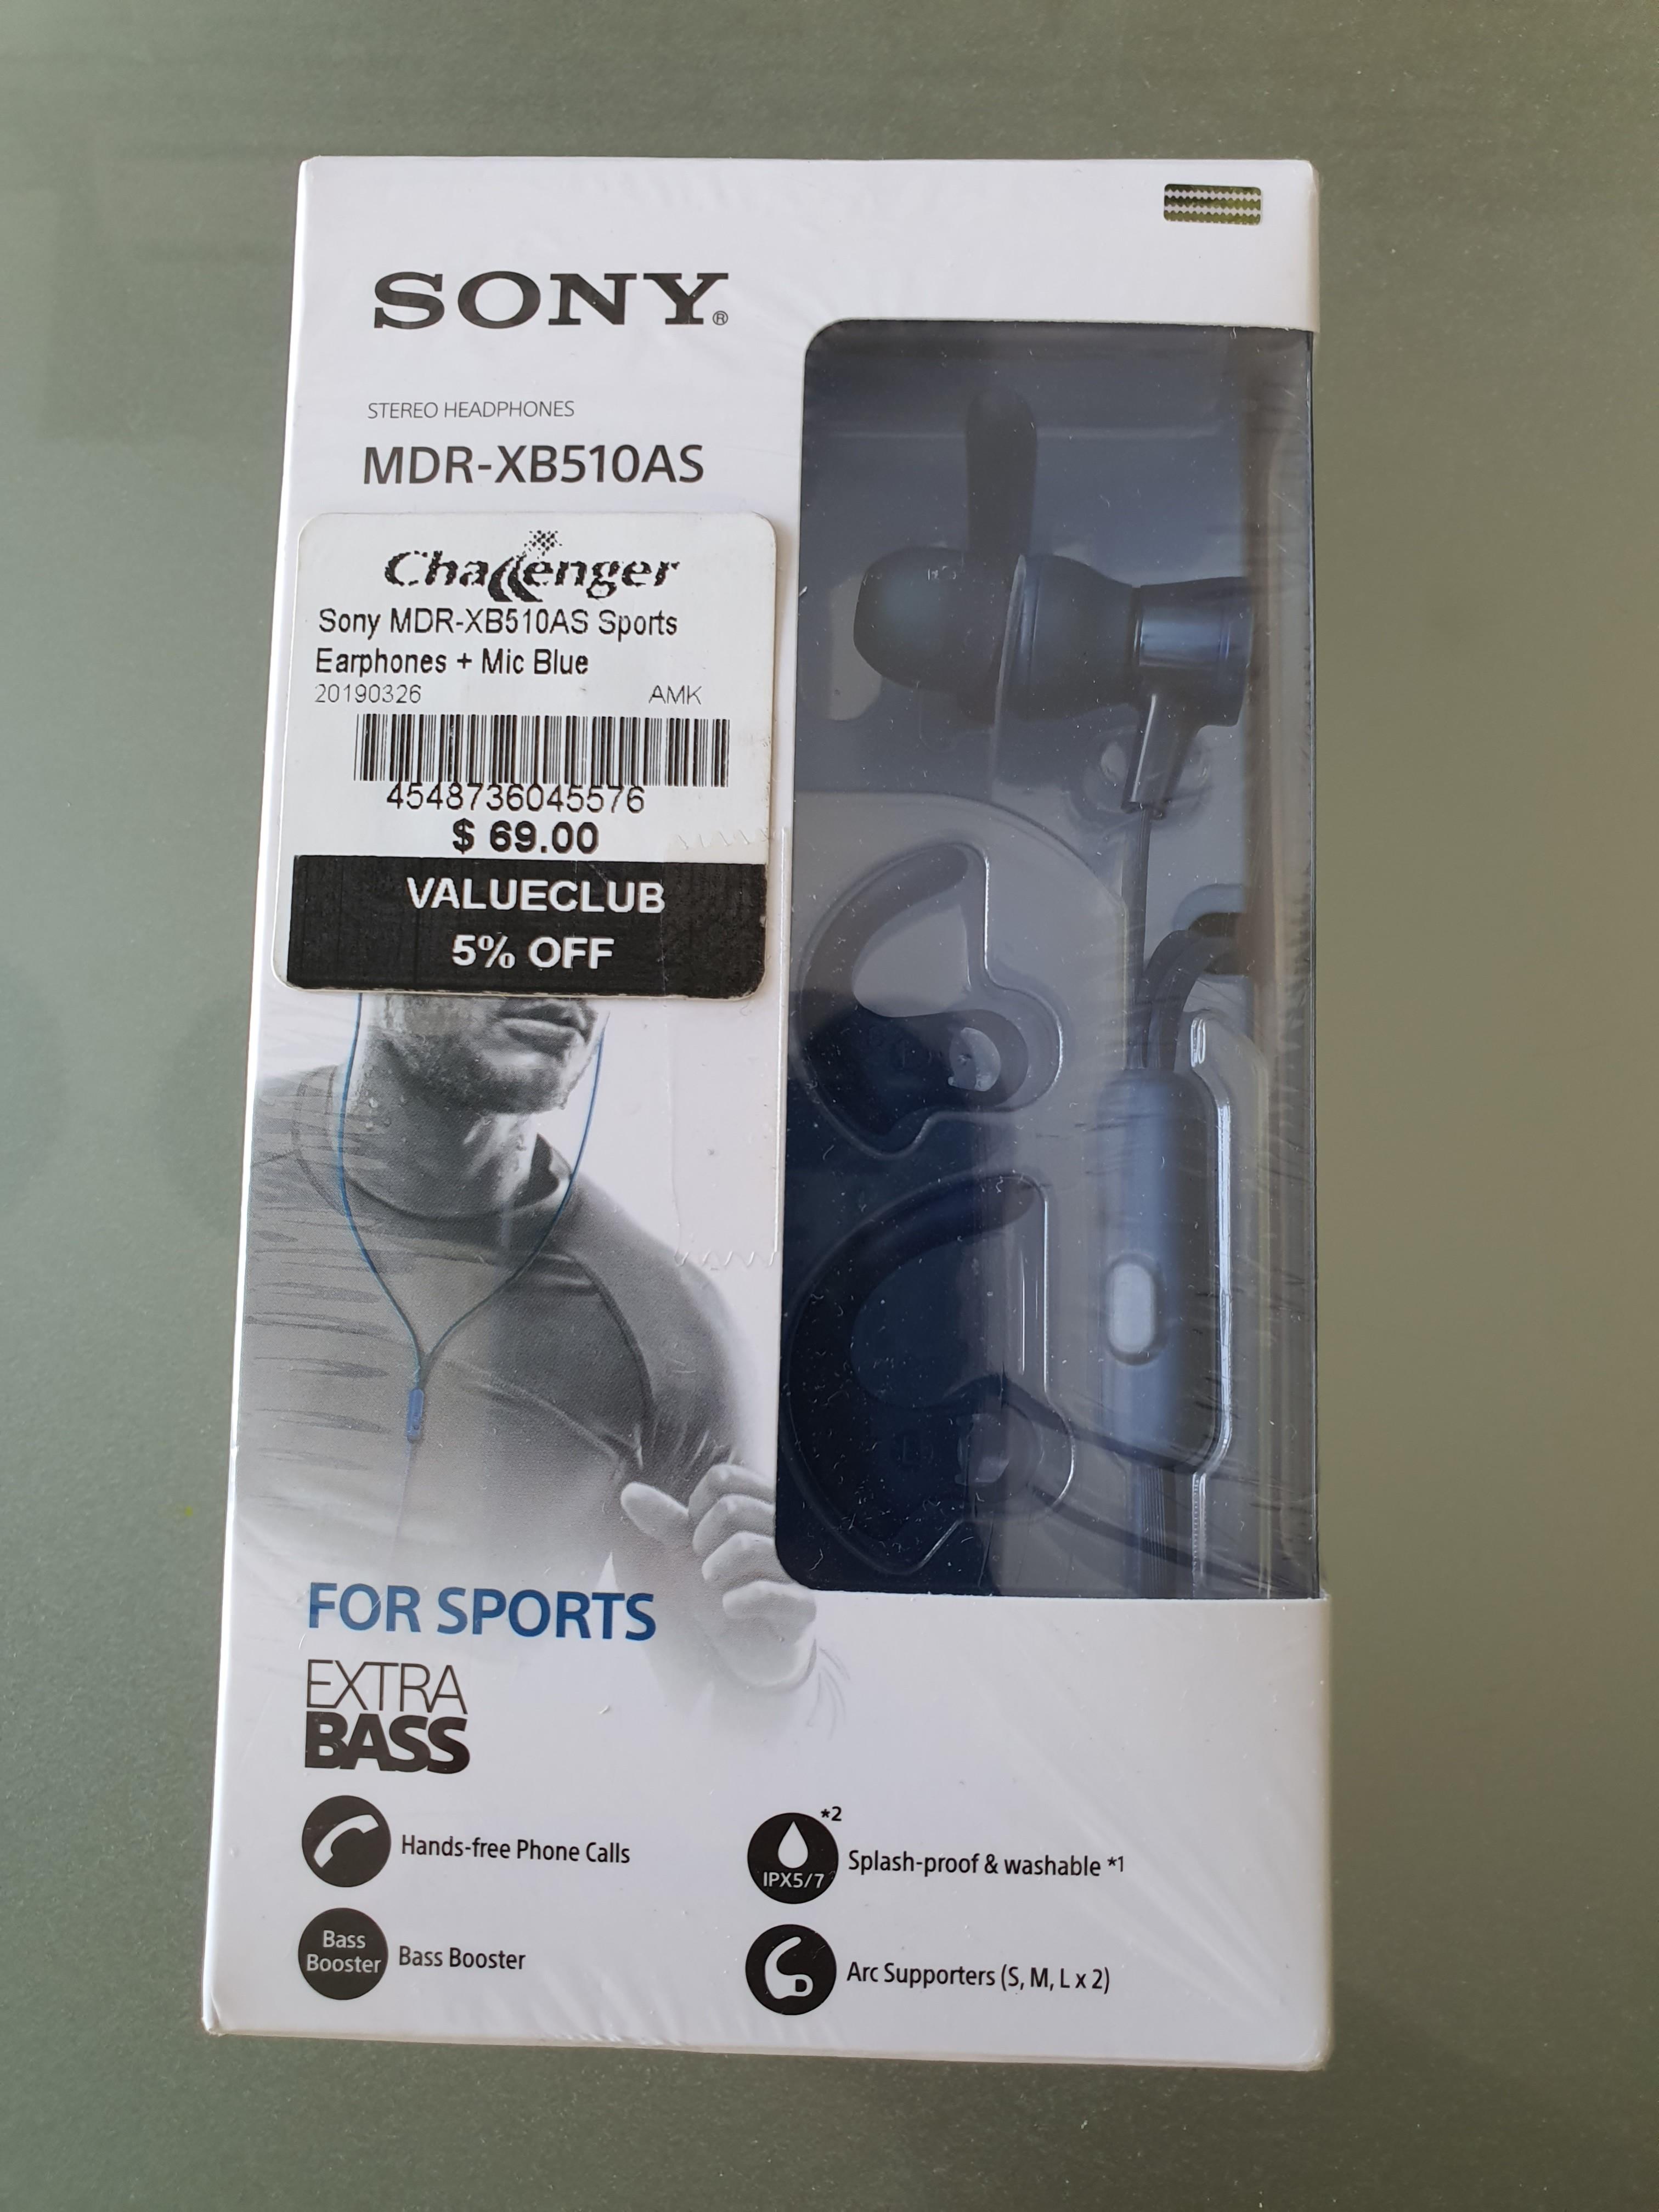 SONY®
STEREO HEADPHONES
MDR-XB510AS
Challenger
Sony MDR-XB510AS Sports
Earphones + Mic Blue
20190326 AMK
4548736045576
$ 69.00
VALUECLUB
5% OFF
FOR SPORTS
EXTRA
BASS
Hands-free Phone Calls
*2
IPX5/7
Splash-proof & washable *1
Bass
Booster
Bass Booster
Arc Supporters (S, M, L x 2)